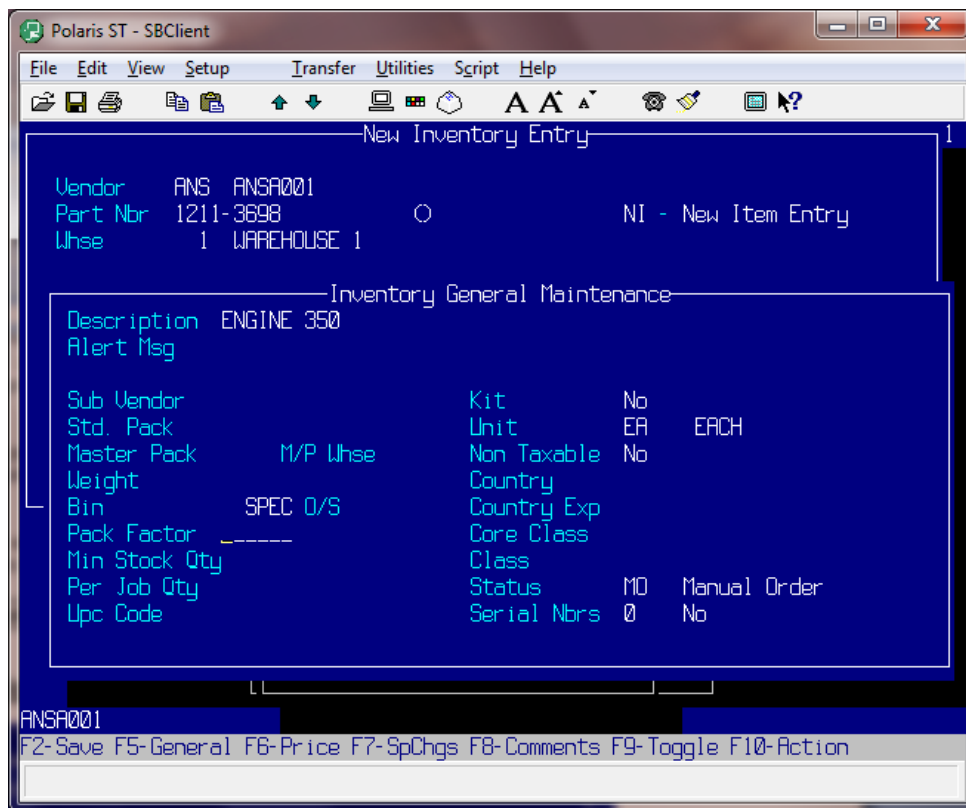 Polaris ST - SBClient
File Edit View Setup Transfer Utilities Script Help
New Inventory Entry 1
Vendor ANS ANSA001
Part Nbr 1211-3698 NI - New Item Entry
Whse 1 WAREHOUSE 1
Inventory General Maintenance
Description ENGINE 350
Alert Msg
Sub Vendor Kit No
Std. Pack Unit EA EACH
Master Pack M/P Whse Non Taxable No
Weight Country
Bin SPEC O/S Country Exp
Pack Factor ______ Core Class
Min Stock Qty Class
Per Job Qty Status MO Manual Order
Upc Code Serial Nbrs 0 No
ANSA001
F2-Save F5-General F6-Price F7-SpChgs F8-Comments F9-Toggle F10-Action